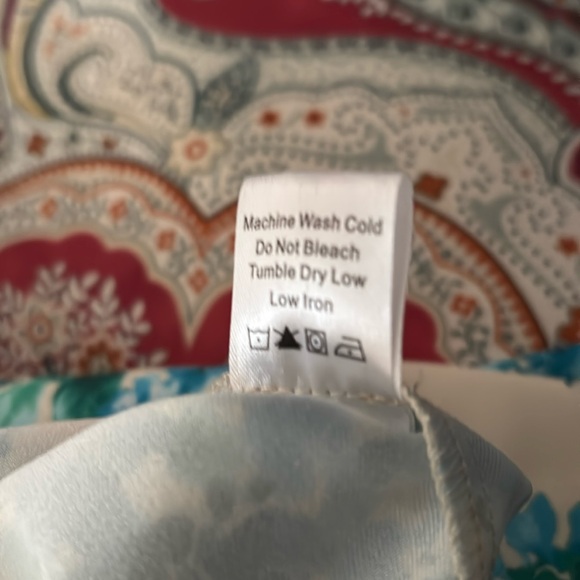 Machine Wash Cold
Do Not Bleach
Tumble Dry Low
Low Iron